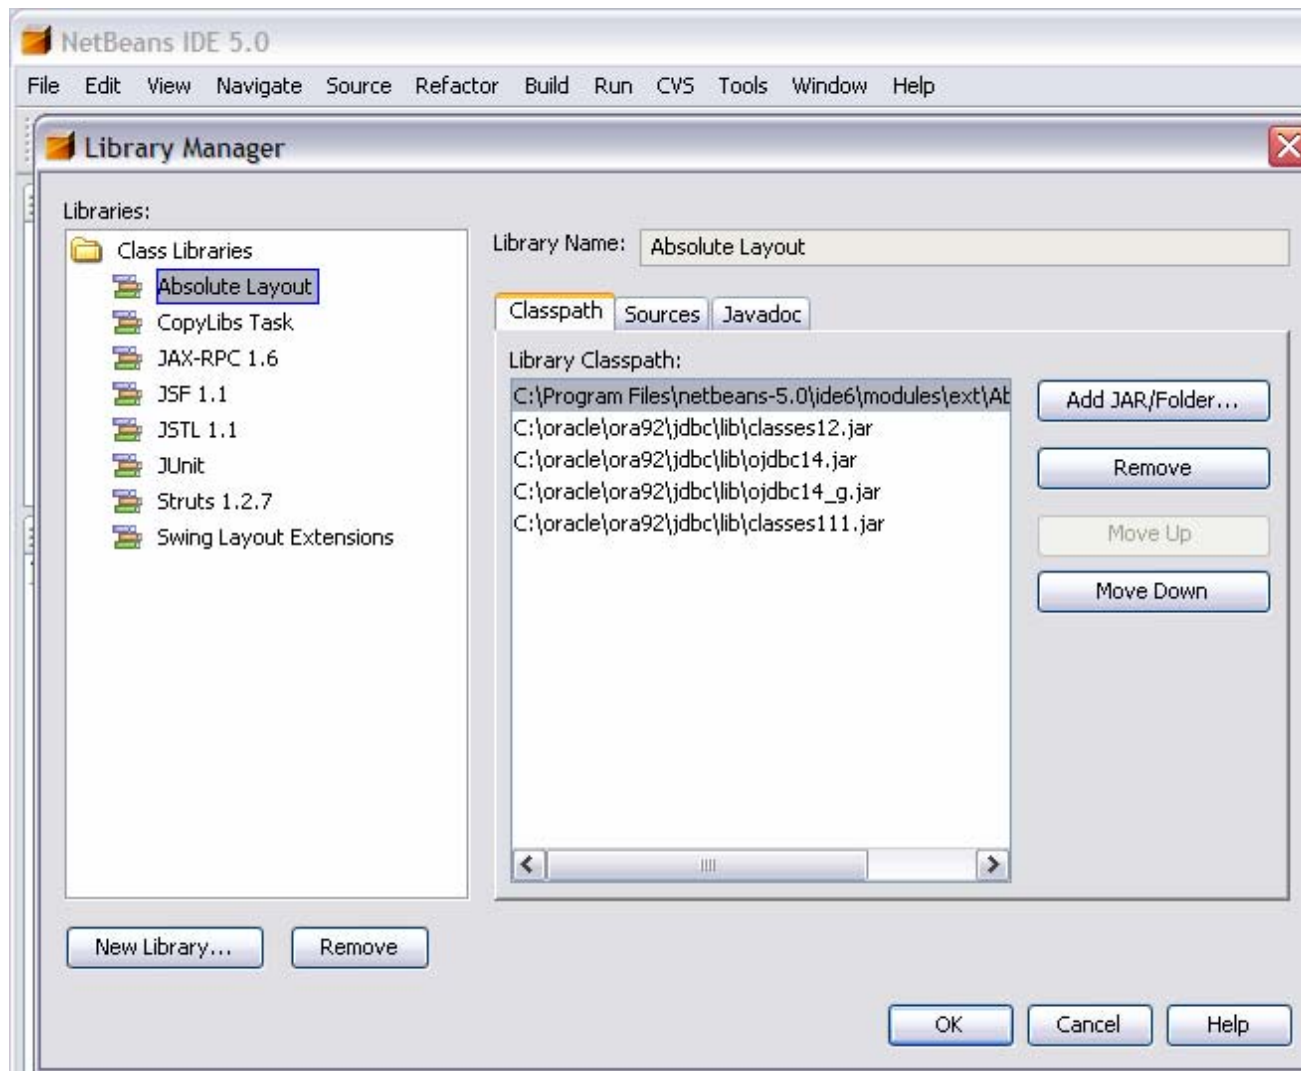 NetBeans IDE 5.0
File Edit View Navigate Source Refactor Build Run CVS Tools Window Help
Library Manager
Libraries:
Class Libraries
Absolute Layout
CopyLibs Task
JAX-RPC 1.6
JSF 1.1
JSTL 1.1
JUnit
Struts 1.2.7
Swing Layout Extensions
New Library...
Remove
Library Name: Absolute Layout
Classpath Sources Javadoc
Library Classpath:
C:\Program Files\netbeans-5.0\ide6\modules\ext\Ab
C:\oracle\ora92\jdbc\lib\classes12.jar
C:\oracle\ora92\jdbc\lib\ojdbc14.jar
C:\oracle\ora92\jdbc\lib\ojdbc14_g.jar
C:\oracle\ora92\jdbc\lib\classes111.jar
Add JAR/Folder...
Remove
Move Up
Move Down
OK Cancel Help